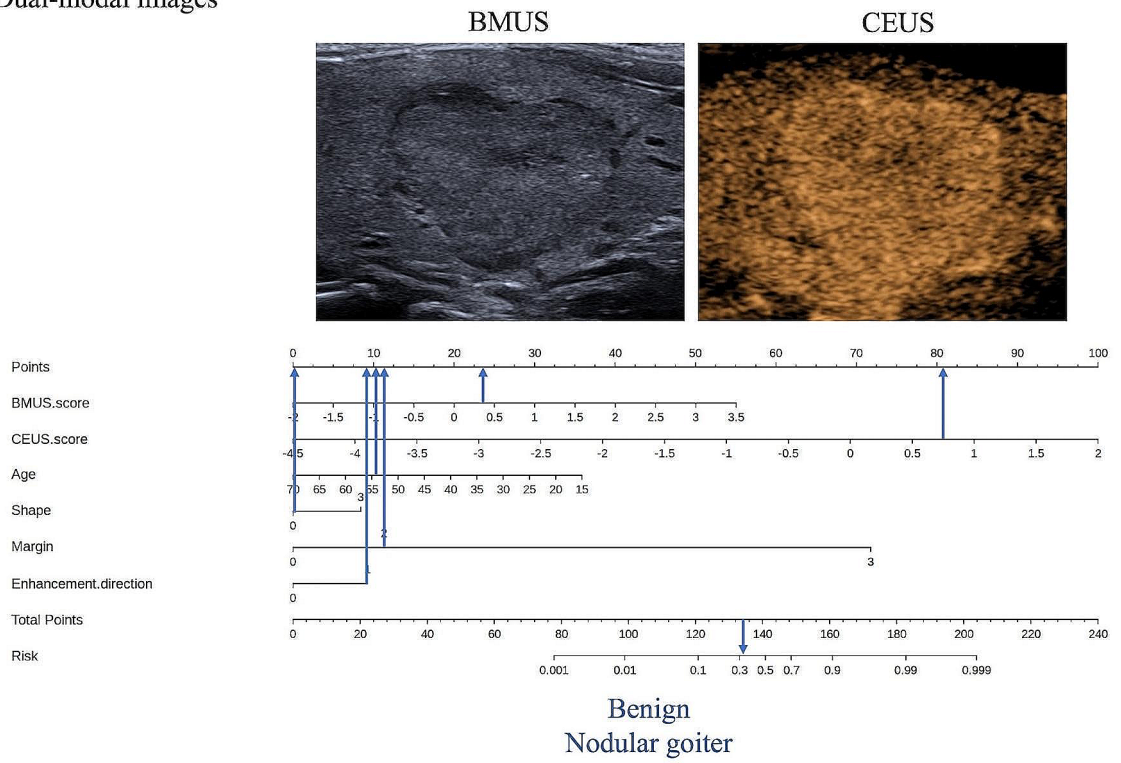 Dual-modal images
BMUS CEUS
0 10 20 30 40 50 60 70 80 90 100
Points
BMUS.score
-2 -1.5 -1 -0.5 0 0.5 1 1.5 2 2.5 3 3.5
CEUS.score
-4.5 -4 -3.5 -3 -2.5 -2 -1.5 -1 -0.5 0 0.5 1 1.5 2
Age
70 65 60 55 50 45 40 35 30 25 20 15
3
Shape
0
2
Margin
0 3
1
Enhancement.direction
0
Total Points
0 20 40 60 80 100 120 140 160 180 200 220 240
Risk
0.001 0.01 0.1 0.3 0.5 0.7 0.9 0.99 0.999
Benign
Nodular goiter